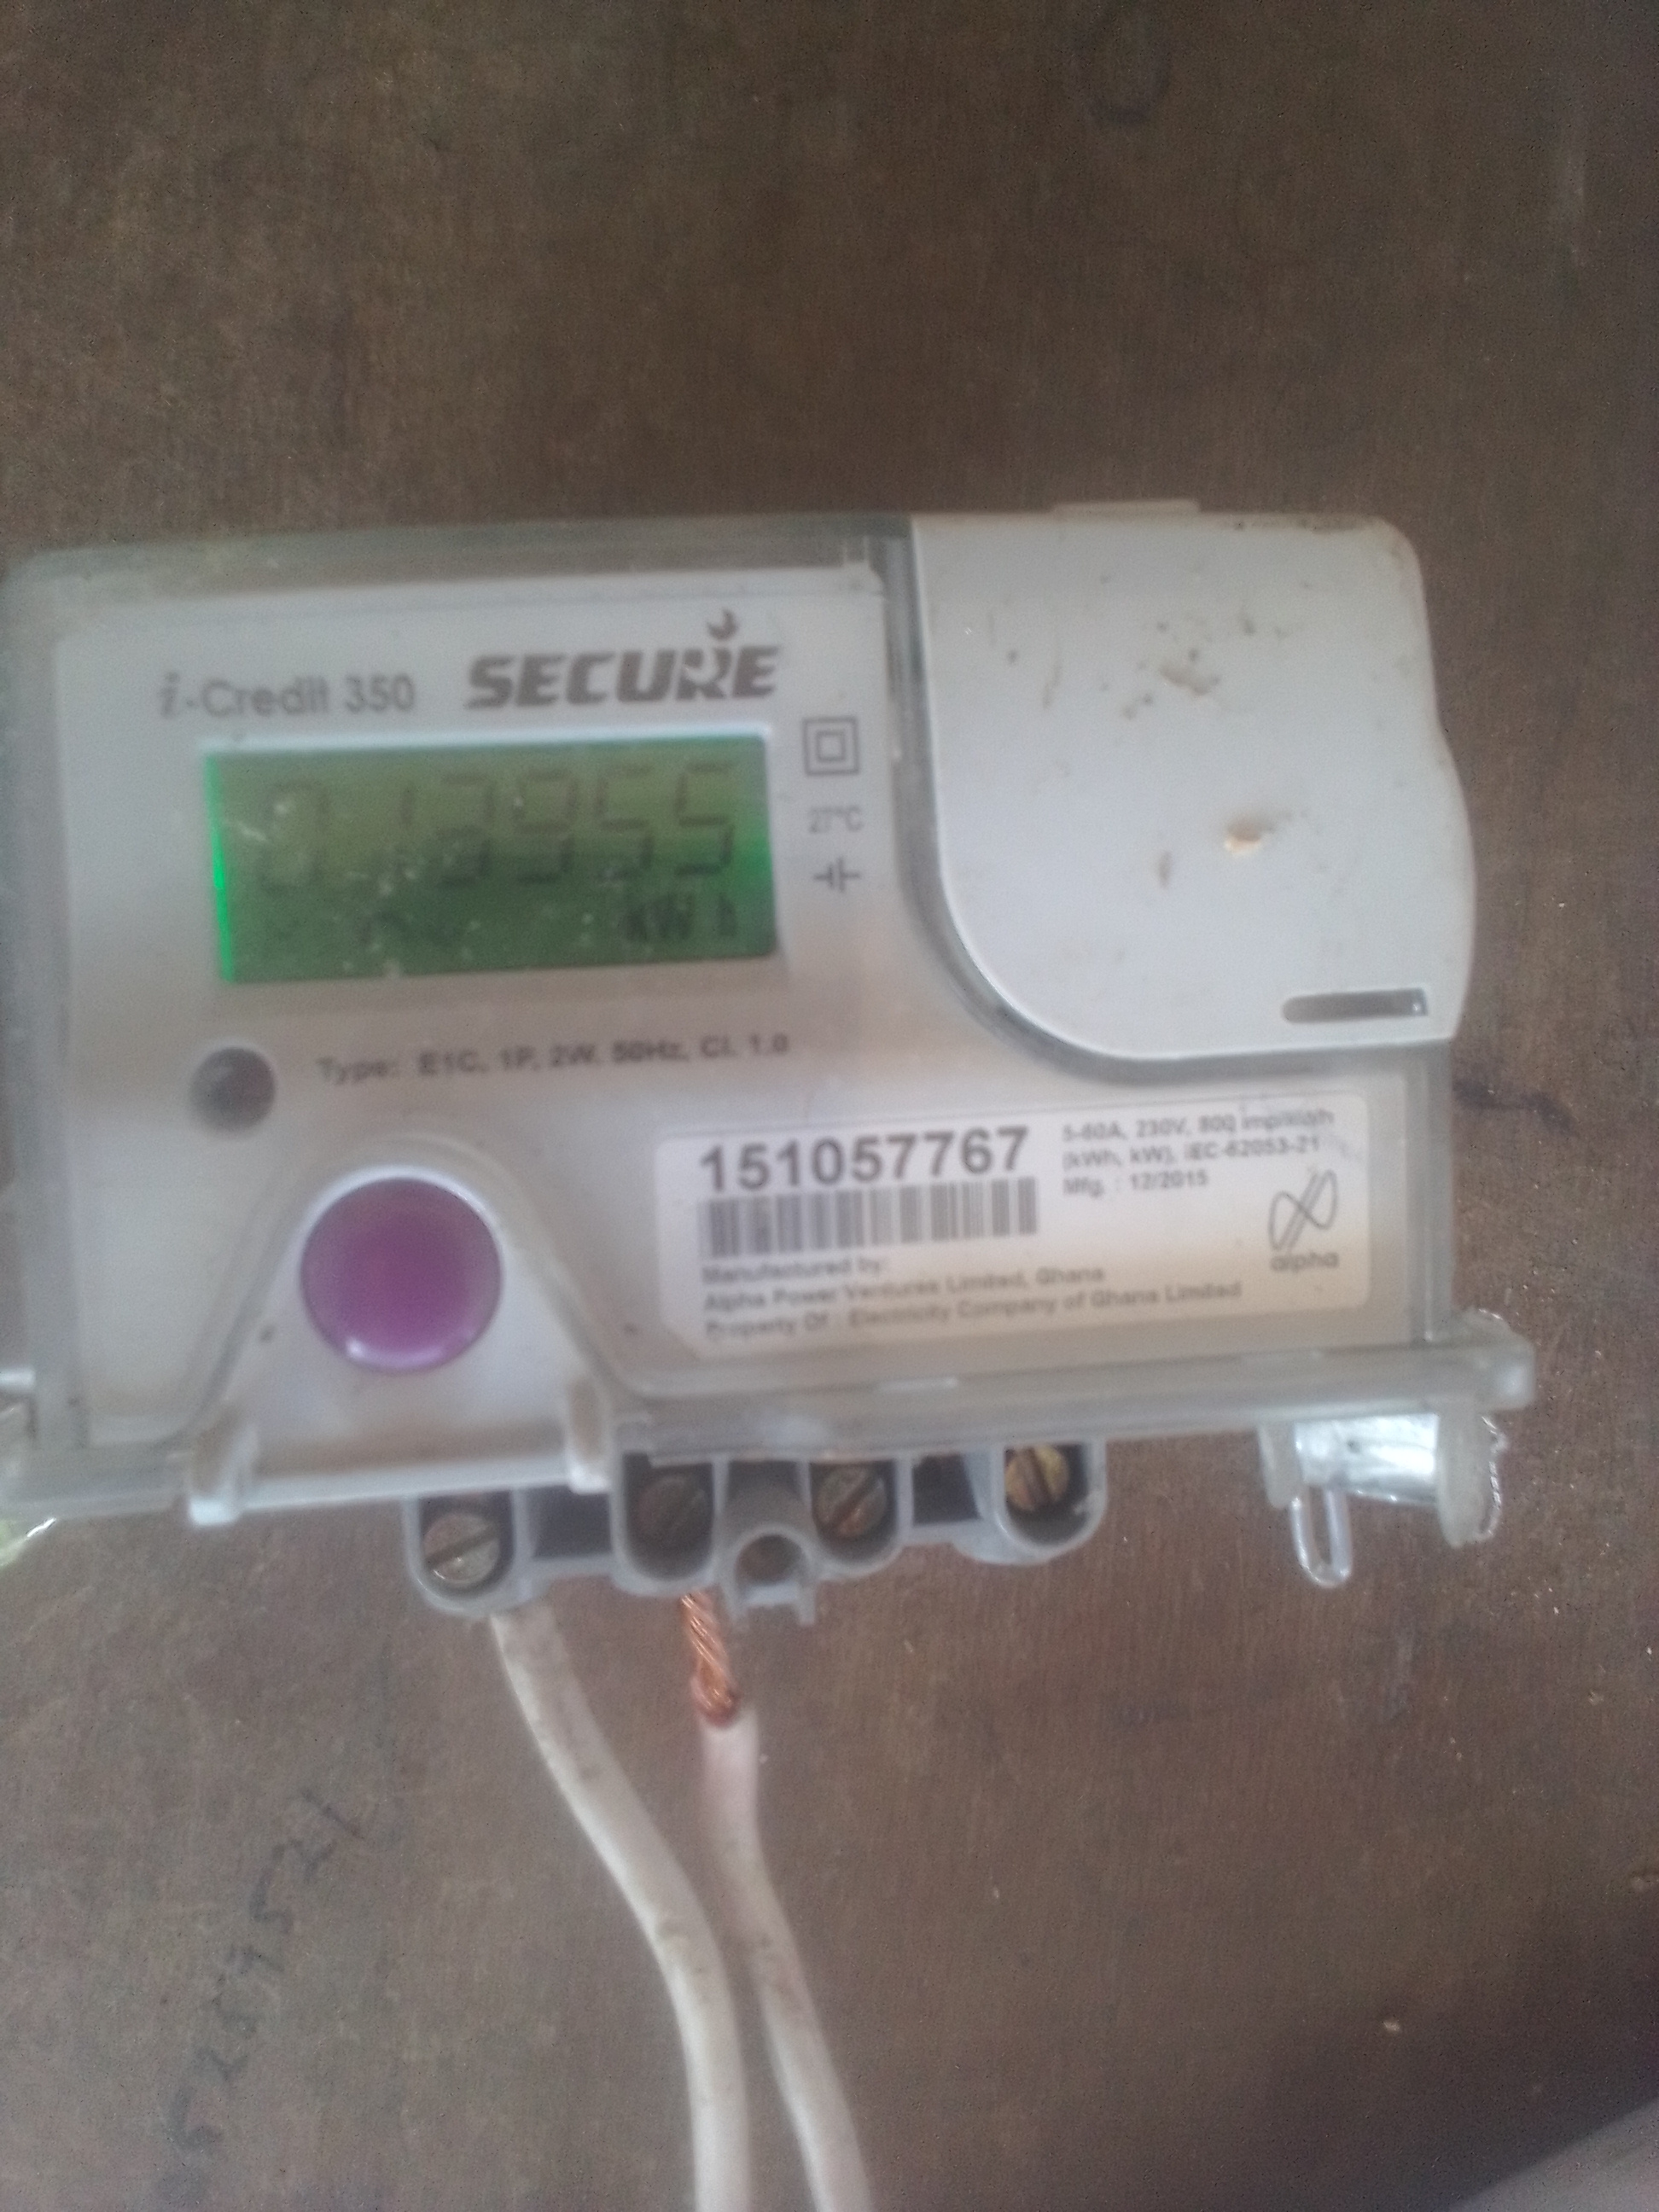 i-Credit 350 SECURE
013955
27°C
kWh
Type: E1C, 1P, 2W, 50Hz, Cl. 1.0
151057767
5-60A, 230V, 800 imp/kWh
(kWh, kW), IEC-62053-21
Mfg. : 12/2015
alpha
Manufactured by:
Alpha Power Ventures Limited, Ghana
Property Of : Electricity Company of Ghana Limited